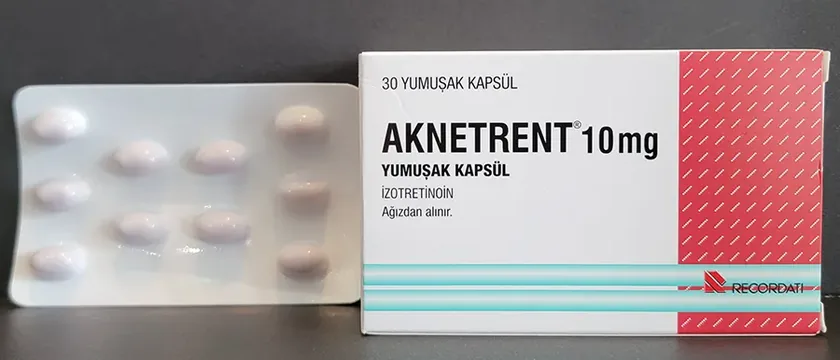 30 YUMUŞAK KAPSÜL
AKNETRENT® 10 mg
YUMUŞAK KAPSÜL
İZOTRETİNOİN
Ağızdan alınır.
RECORDATI